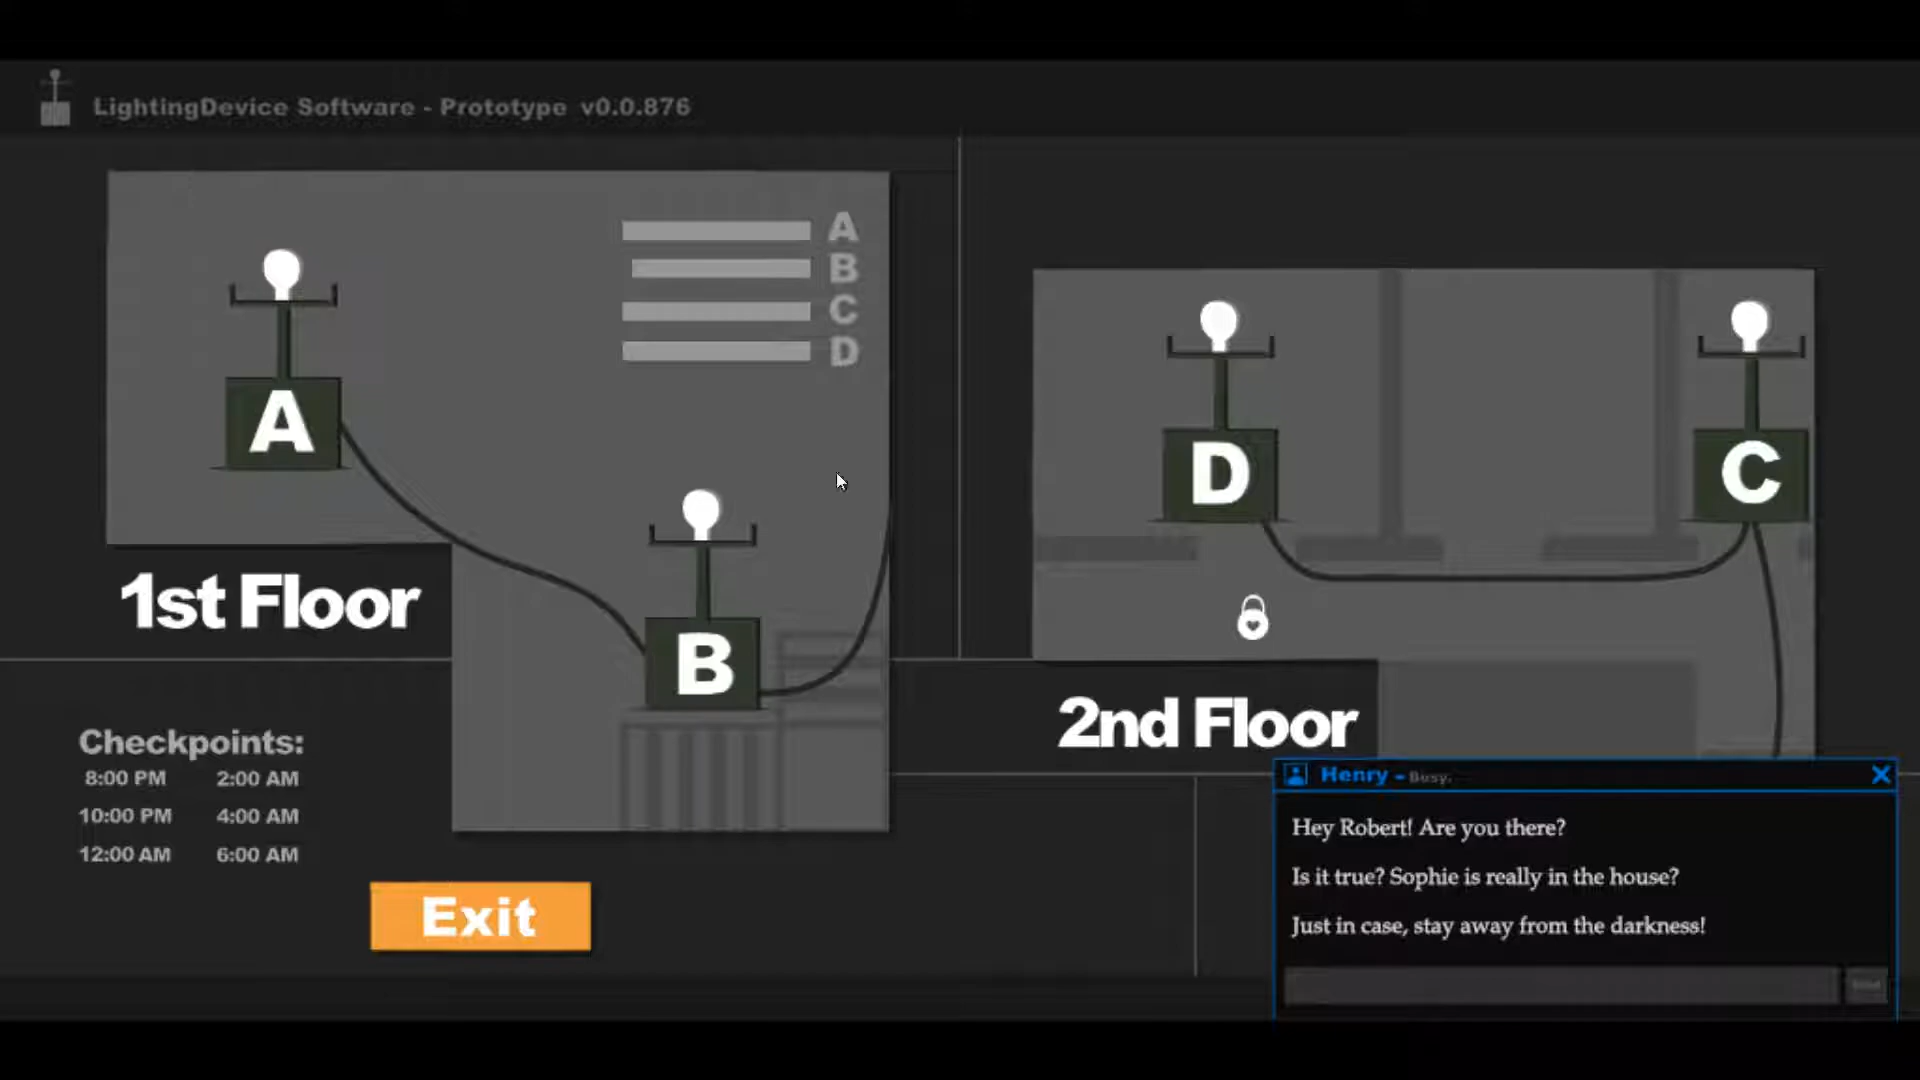 LightingDevice Software - Prototype v0.0.876
A
B
C
D
A
B
1st Floor
D
C
2nd Floor
Checkpoints:
8:00 PM 2:00 AM
10:00 PM 4:00 AM
12:00 AM 6:00 AM
Exit
Henry - Busy.
Hey Robert! Are you there?
Is it true? Sophie is really in the house?
Just in case, stay away from the darkness!